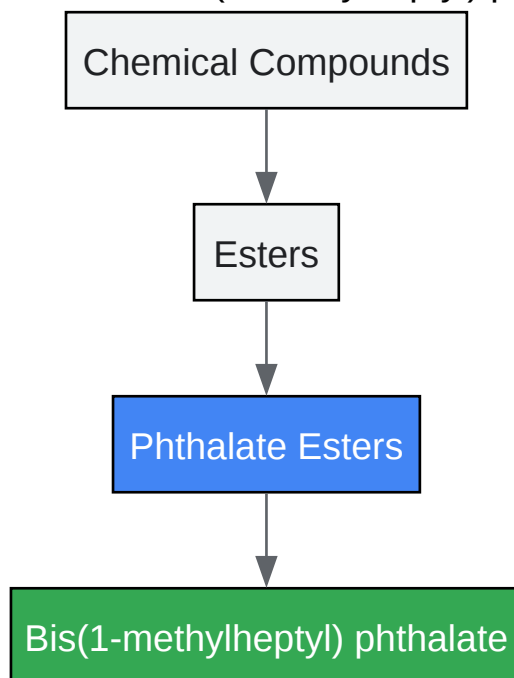 Chemical Compounds
Esters
Phthalate Esters
Bis(1-methylheptyl) phthalate